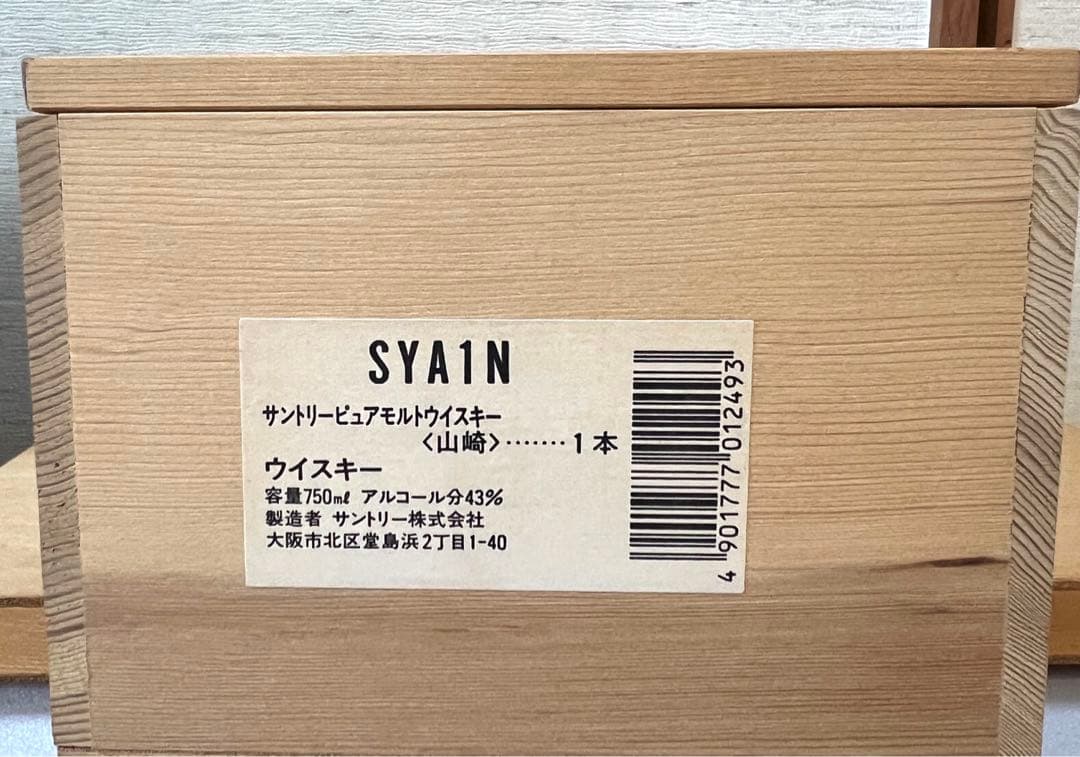 SYA1N
サントリーピュアモルトウイスキー
〈山崎〉‥‥‥‥1本
ウイスキー
容量750㎖ アルコール分43%
製造者 サントリー株式会社
大阪市北区堂島浜2丁目1-40
4 901777 012493